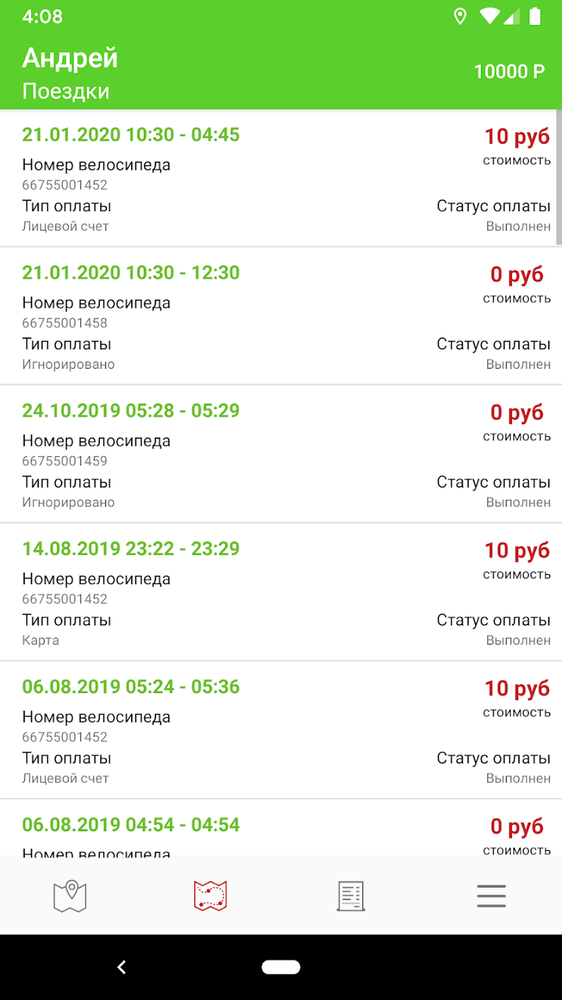 4:08
Андрей
10000 Р
Поездки
21.01.2020 10:30 - 04:45
10 руб
стоимость
Номер велосипеда
66755001452
Тип оплаты
Статус оплаты
Лицевой счет
Выполнен
21.01.2020 10:30 - 12:30
0 руб
стоимость
Номер велосипеда
66755001458
Тип оплаты
Статус оплаты
Игнорировано
Выполнен
24.10.2019 05:28 - 05:29
0 руб
стоимость
Номер велосипеда
66755001459
Тип оплаты
Статус оплаты
Игнорировано
Выполнен
14.08.2019 23:22 - 23:29
10 руб
стоимость
Номер велосипеда
66755001452
Тип оплаты
Статус оплаты
Карта
Выполнен
06.08.2019 05:24 - 05:36
10 руб
стоимость
Номер велосипеда
66755001452
Тип оплаты
Статус оплаты
Лицевой счет
Выполнен
06.08.2019 04:54 - 04:54
0 руб
стоимость
Номер велосипеда